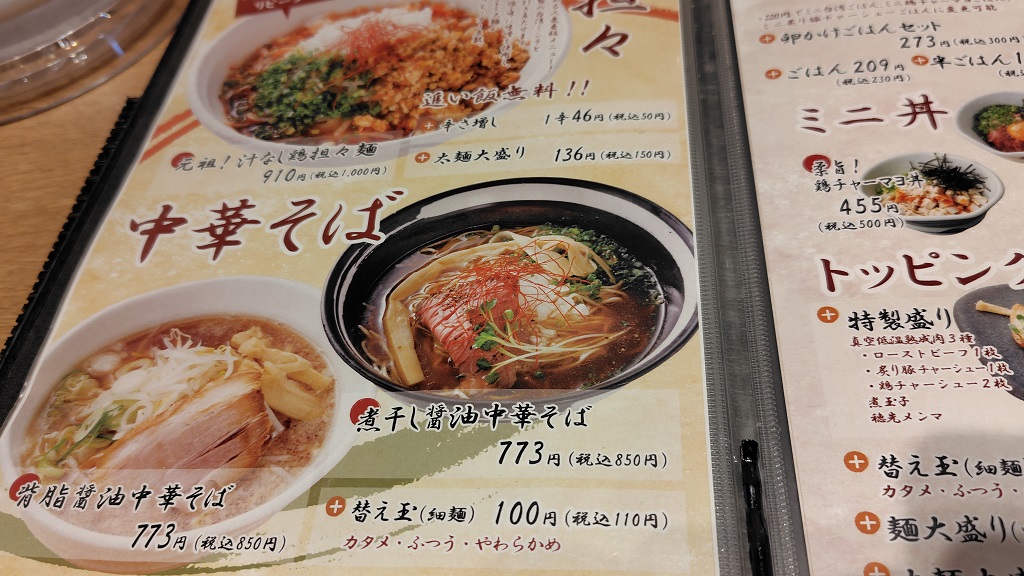 担々
追い飯無料！！
辛さ増し 1辛46円(税込50円)
元祖！汁なし鶏担々麺
910円(税込1,000円)
太麺大盛り 136円(税込150円)
中華そば
煮干し醤油中華そば
773円(税込850円)
背脂醤油中華そば
773円(税込850円)
替え玉(細麺) 100円(税込110円)
カタメ・ふつう・やわらかめ
卵かけごはんセット
273円(税込300円
ごはん 209円
(税込230円)
半ごはん 1
(税込
ミニ丼
柔旨！
鶏チャーマヨ丼
455円
(税込500円)
トッピング
特製盛り
真空低温熟成肉3種
・ローストビーフ1枚
・炙り豚チャーシュー1枚
・鶏チャーシュー2枚
煮玉子
穂先メンマ
替え玉(細麺)
カタメ・ふつう・
麺大盛り(